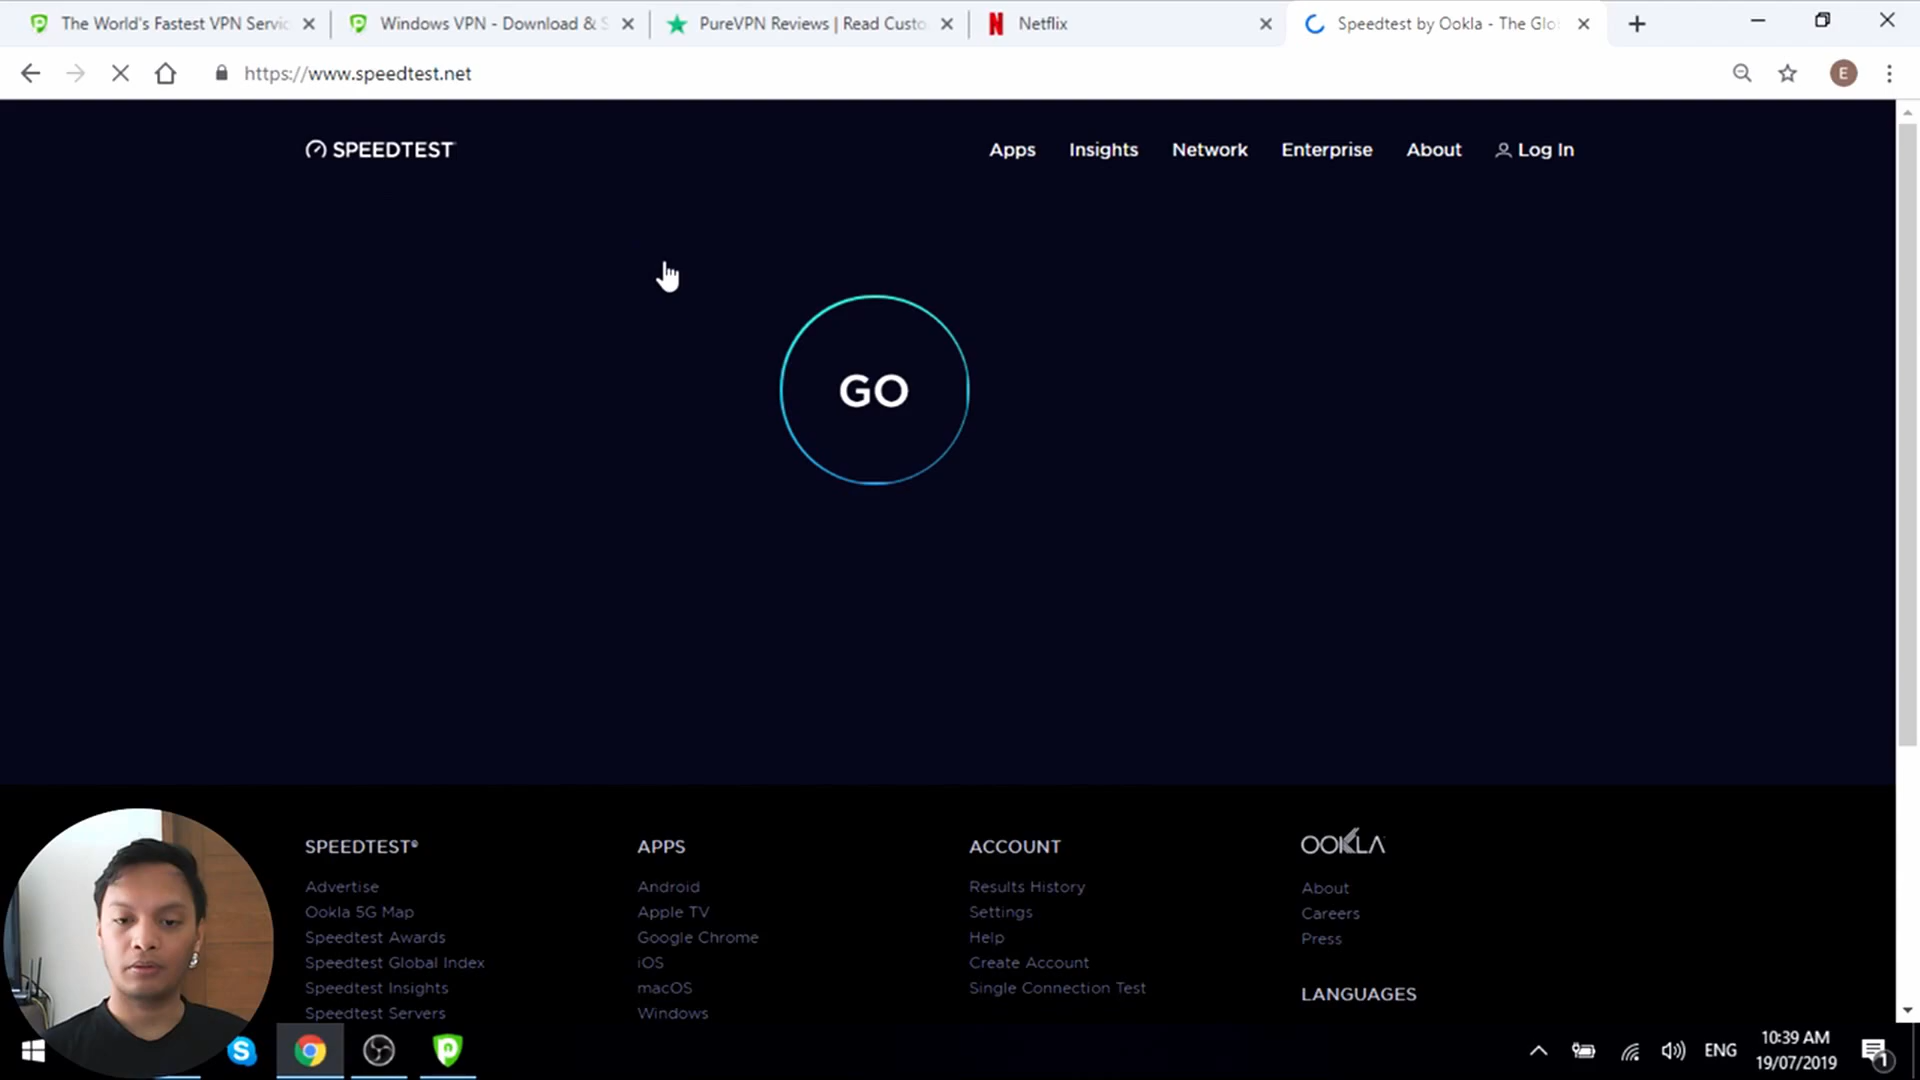 The World's Fastest VPN Servic
Windows VPN - Download & S
PureVPN Reviews | Read Custo
Netflix
Speedtest by Ookla - The Glo
E
https://www.speedtest.net
SPEEDTEST
Apps
Insights
Network
Enterprise
About
Log In
GO
SPEEDTEST®
Advertise
Ookla 5G Map
Speedtest Awards
Speedtest Global Index
Speedtest Insights
Speedtest Servers
APPS
Android
Apple TV
Google Chrome
iOS
macOS
Windows
ACCOUNT
Results History
Settings
Help
Create Account
Single Connection Test
OOKLA
About
Careers
Press
LANGUAGES
ENG
10:39 AM
19/07/2019
1